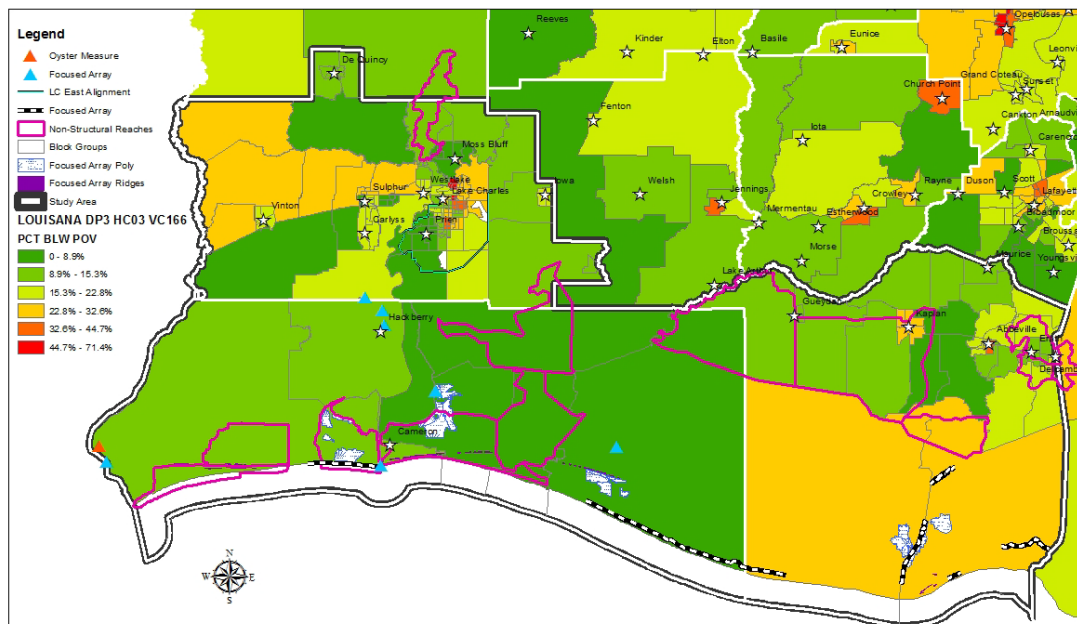 Legend
Oyster Measure
Focused Array
LC East Alignment
Focused Array
Non-Structural Reaches
Block Groups
Focused Array Poly
Focused Array Ridges
Study Area
LOUISANA DP3 HC03 VC166
PCT BLW POV
0 - 8.9%
8.9% - 15.3%
15.3% - 22.8%
22.8% - 32.6%
32.6% - 44.7%
44.7% - 71.4%
Reeves
Kinder
Elton
Basile
Eunice
Opelousas
Leonvi
De Quincy
Grand Coteau
Sunset
Church Point
Fenton
Arnaudvi
Cankton
Iota
Carencr
Moss Bluff
Westlake
Sulphur
Lake Charles
Iowa
Welsh
Jennings
Crowley
Rayne
Duson
Scott
Lafayet
Vinton
Carlyss
Prien
Mermentau
Estherwood
Broadmoor
Broussa
Morse
Maurice
Youngsvi
Lake Arthur
Gueydan
Hackberry
Kaplan
Abbeville
Erath
Delcamb
Cameron
N
W
E
S